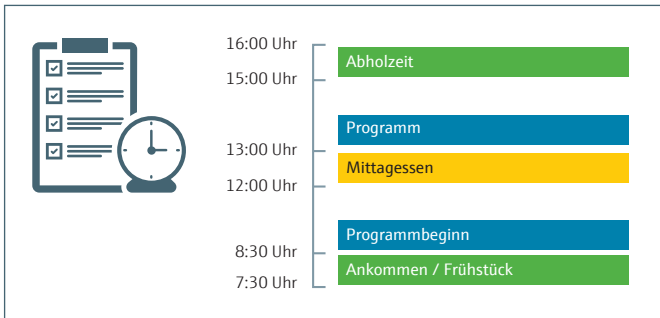 16:00 Uhr
Abholzeit
15:00 Uhr
Programm
13:00 Uhr
Mittagessen
12:00 Uhr
Programmbeginn
8:30 Uhr
Ankommen / Frühstück
7:30 Uhr